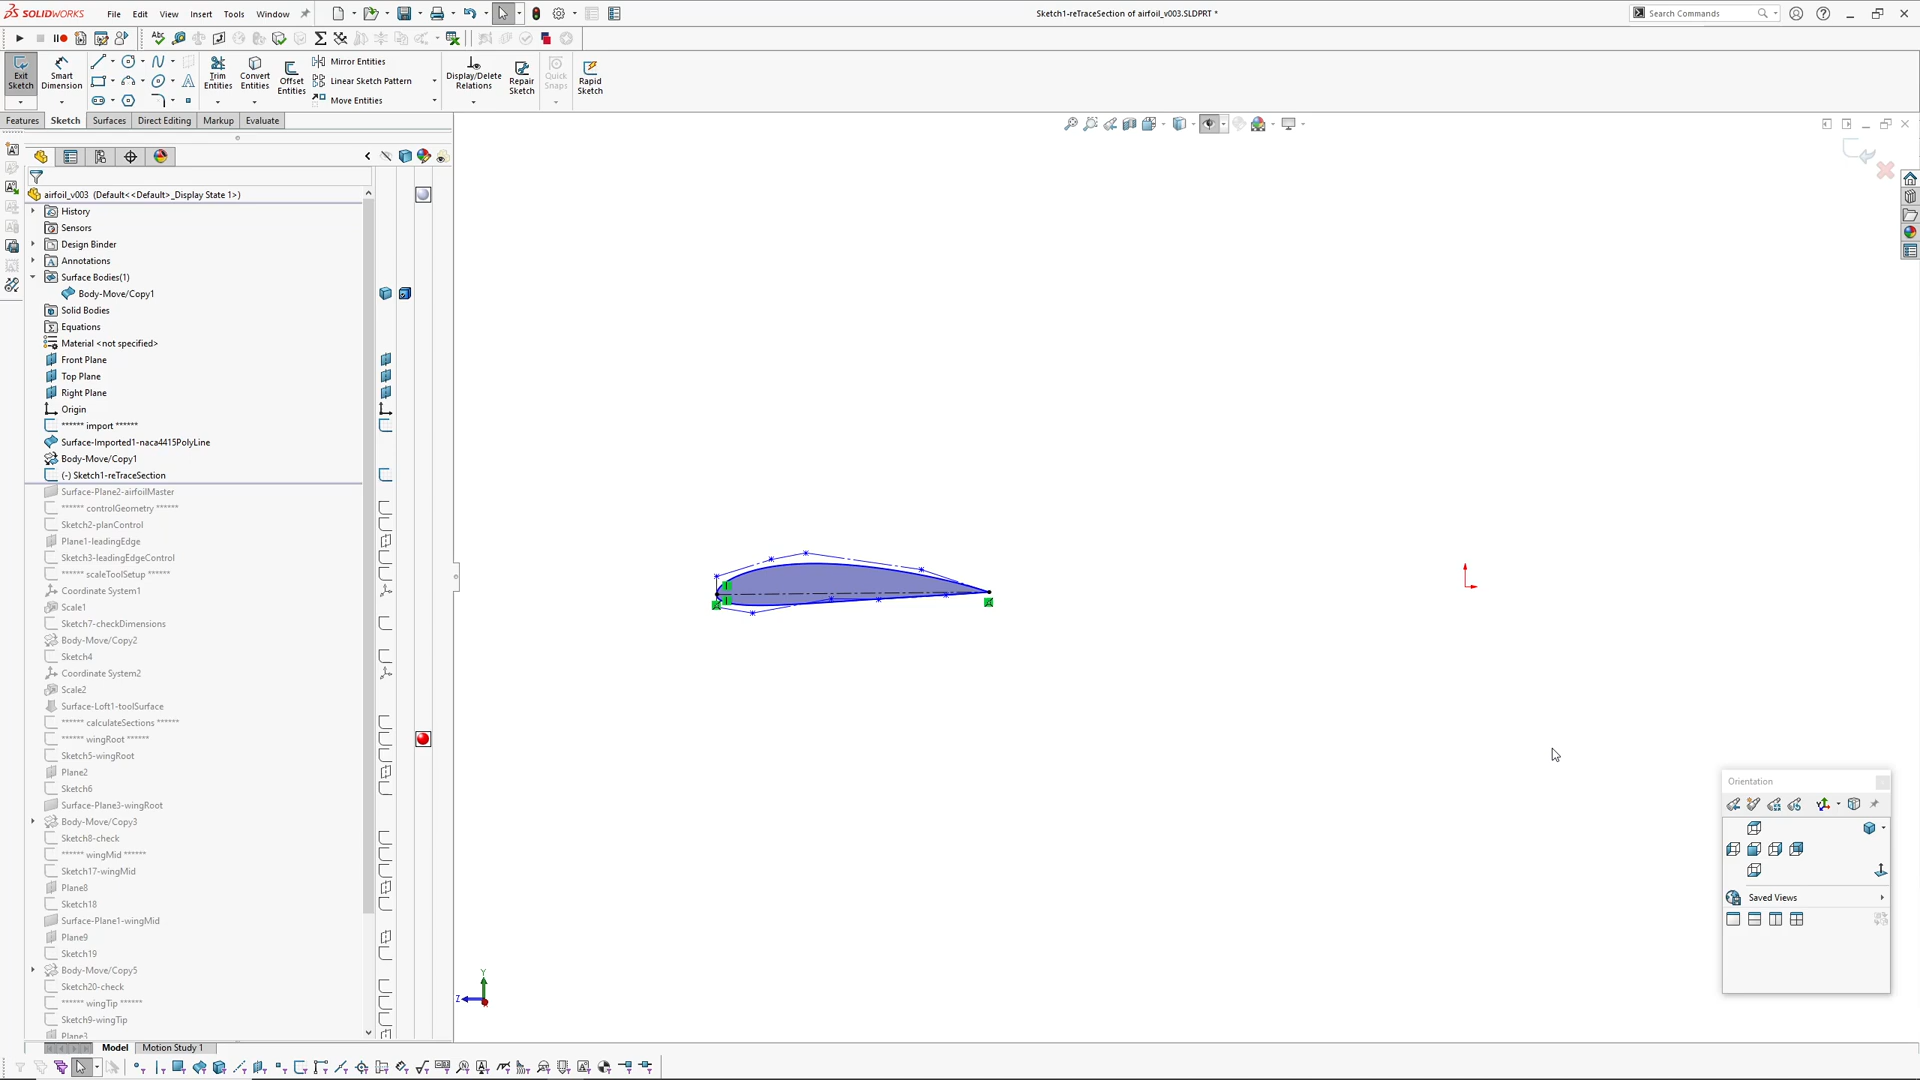 SOLIDWORKS
File
Edit
View
Insert
Tools
Window
Sketch1-reTraceSection of airfoil_v003.SLDPRT *
Search Commands
Exit Sketch
Smart Dimension
Trim Entities
Convert Entities
Offset Entities
Mirror Entities
Linear Sketch Pattern
Move Entities
Display/Delete Relations
Repair Sketch
Quick Snaps
Rapid Sketch
Features
Sketch
Surfaces
Direct Editing
Markup
Evaluate
airfoil_v003 (Default<<Default>_Display State 1>)
History
Sensors
Design Binder
Annotations
Surface Bodies(1)
Body-Move/Copy1
Solid Bodies
Equations
Material <not specified>
Front Plane
Top Plane
Right Plane
Origin
****** import ******
Surface-Imported1-naca4415PolyLine
Body-Move/Copy1
(-) Sketch1-reTraceSection
Surface-Plane2-airfoilMaster
****** controlGeometry ******
Sketch2-planControl
Plane1-leadingEdge
Sketch3-leadingEdgeControl
****** scaleToolSetup ******
Coordinate System1
Scale1
Sketch7-checkDimensions
Body-Move/Copy2
Sketch4
Coordinate System2
Scale2
Surface-Loft1-toolSurface
****** calculateSections ******
****** wingRoot ******
Sketch5-wingRoot
Plane2
Sketch6
Surface-Plane3-wingRoot
Body-Move/Copy3
Sketch8-check
****** wingMid ******
Sketch17-wingMid
Plane8
Sketch18
Surface-Plane1-wingMid
Plane9
Sketch19
Body-Move/Copy5
Sketch20-check
****** wingTip ******
Sketch9-wingTip
Plane3
Y
Z
Orientation
Saved Views
Model
Motion Study 1